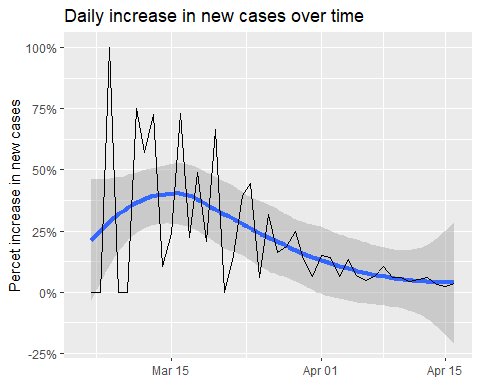 Daily increase in new cases over time
Percet increase in new cases
100%
75%
50%
25%
0%
-25%
Mar 15
Apr 01
Apr 15